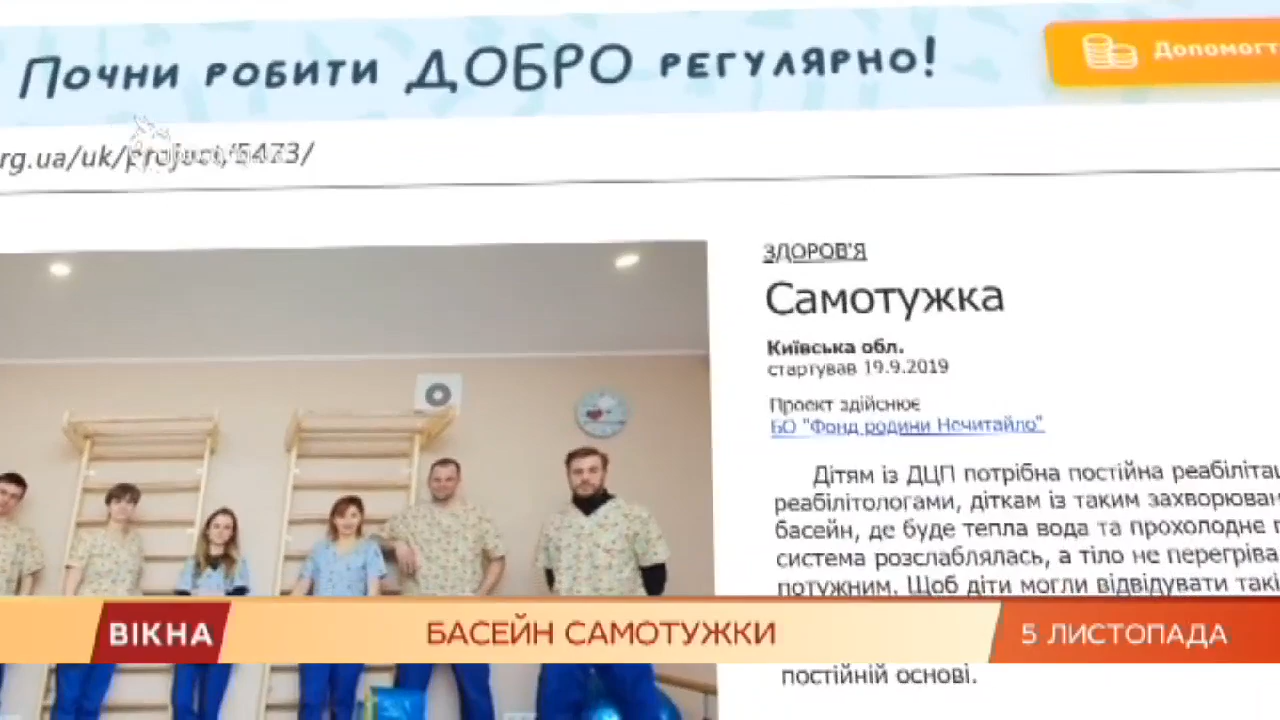 Почни робити ДОБРО регулярно!
Допомогт
rg.ua/uk/project/5473/
ЗДОРОВ'Я
Самотужка
Київська обл.
стартував 19.9.2019
Проект здійснює
БО "Фонд родини Нечитайло"
Дітям із ДЦП потрібна постійна реабілітац
реабілітологами, діткам із таким захворюван
басейн, де буде тепла вода та прохолодне п
система розслаблялась, а тіло не перегріва
потужним. Щоб діти могли відвідувати такі
ВІКНА
БАСЕЙН САМОТУЖКИ
5 ЛИСТОПАДА
постійній основі.